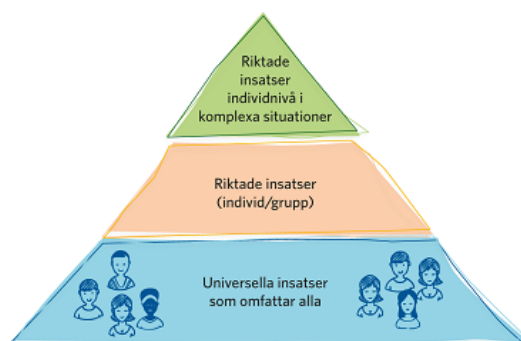 Riktade
insatser
individnivå i
komplexa situationer
Riktade insatser
(individ/grupp)
Universella insatser
som omfattar alla